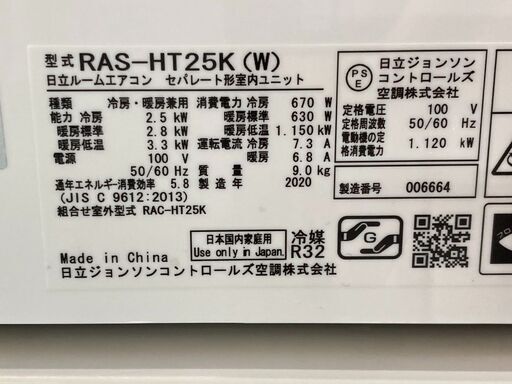 型式 RAS-HT25K (W)
日立ルームエアコン セパレート形室内ユニット
種類 冷房・暖房兼用
能力 冷房 2.5 kW
暖房標準 2.8 kW
暖房低温 3.3 kW
電源 100 V
50/60 Hz
通年エネルギー消費効率 5.8
(JIS C 9612:2013)
組合せ室外型式 RAC-HT25K
消費電力 冷房 670 W
暖房標準 630 W
暖房低温 1.150 kW
運転電流 冷房 7.3 A
暖房 6.8 A
質量 9.0 kg
製造年 2020
PSE
日立ジョンソン
コントロールズ
空調株式会社
定格電圧 100 V
定格周波数 50/60 Hz
電動機の定
格消費電力 1.120 kW
製造番号 006664
日本国内家庭用
Use only in Japan.
冷媒
R32
G
Made in China
日立ジョンソンコントロールズ空調株式会社